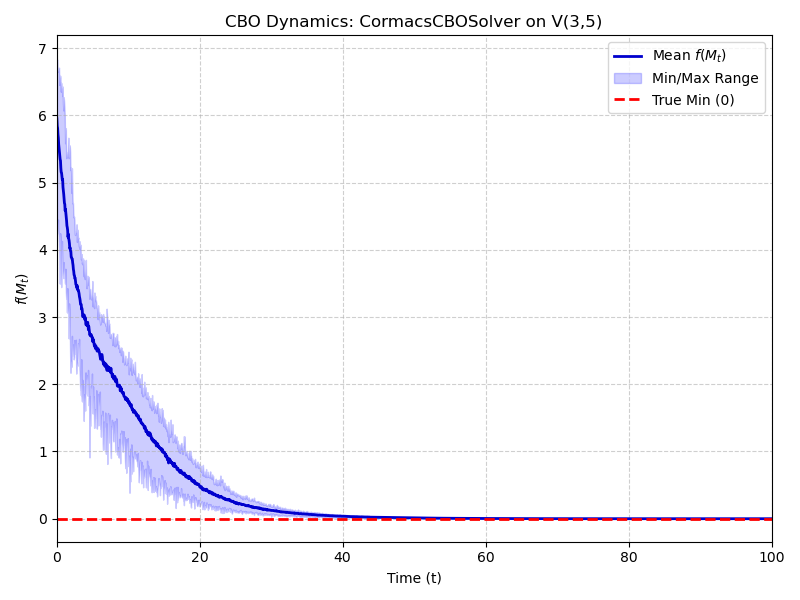 CBO Dynamics: CormacsCBOSolver on V(3,5)
Mean f(M_t)
Min/Max Range
True Min (0)
f(M_t)
7
6
5
4
3
2
1
0
0 20 40 60 80 100
Time (t)